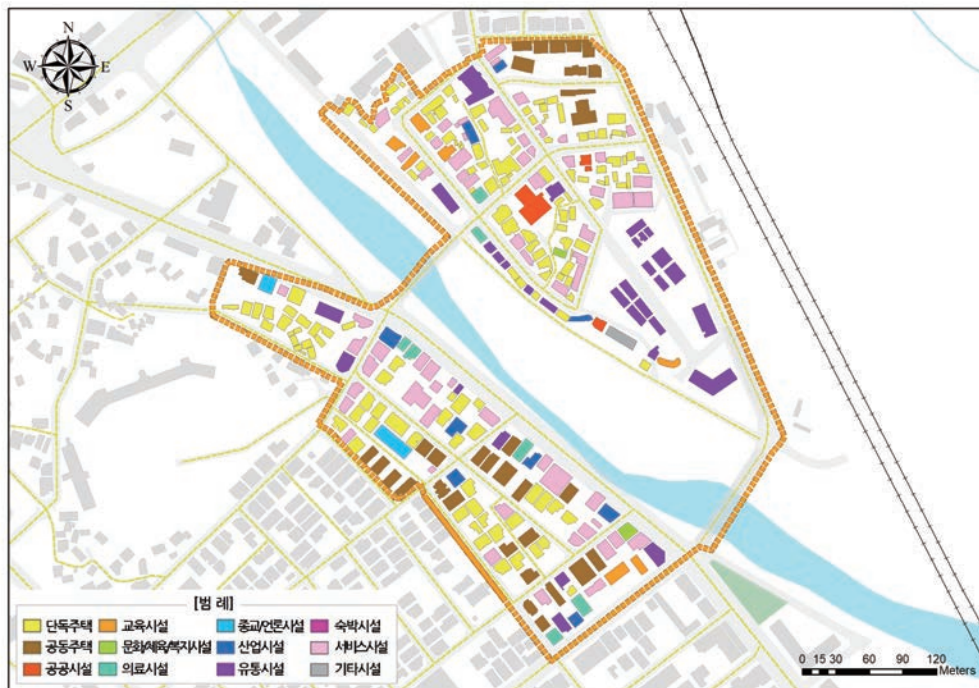 N
W E
S
[범 례]
단독주택 교육시설 종교/언론시설 숙박시설
공동주택 문화/체육/복지시설 산업시설 서비스시설
공공시설 의료시설 유통시설 기타시설
0 15 30 60 90 120
Meters